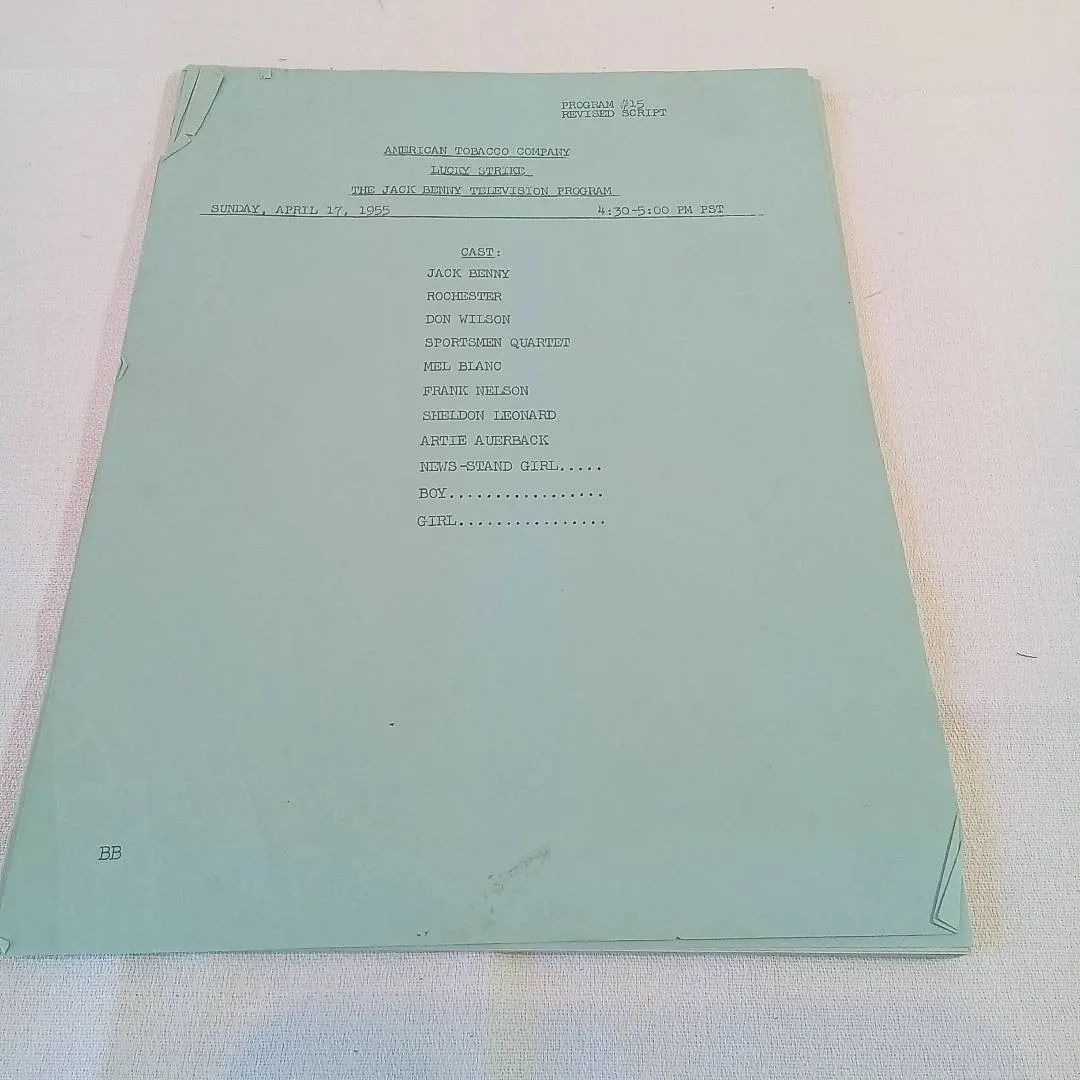 PROGRAM #15
REVISED SCRIPT
AMERICAN TOBACCO COMPANY
LUCKY STRIKE
THE JACK BENNY TELEVISION PROGRAM
SUNDAY, APRIL 17, 1955 4:30-5:00 PM PST
CAST:
JACK BENNY
ROCHESTER
DON WILSON
SPORTSMEN QUARTET
MEL BLANC
FRANK NELSON
SHELDON LEONARD
ARTIE AUERBACK
NEWS-STAND GIRL.....
BOY.................
GIRL................
BB